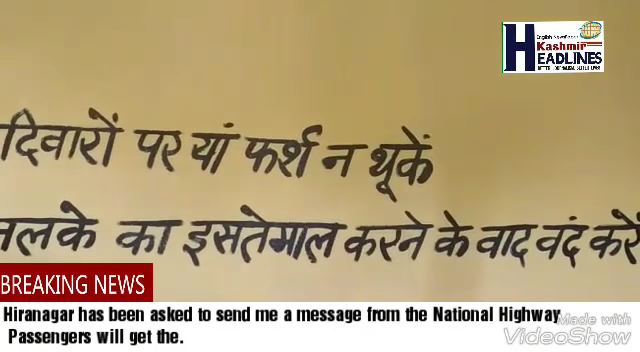 English NewsPaper
Kashmir
HEADLINES
दिवारों पर यां फर्श न थूकें
नलके का इस्तेमाल करने के वाद वंद करें
BREAKING NEWS
Hiranagar has been asked to send me a message from the National Highway
Passengers will get the.
Made with
VideoShow